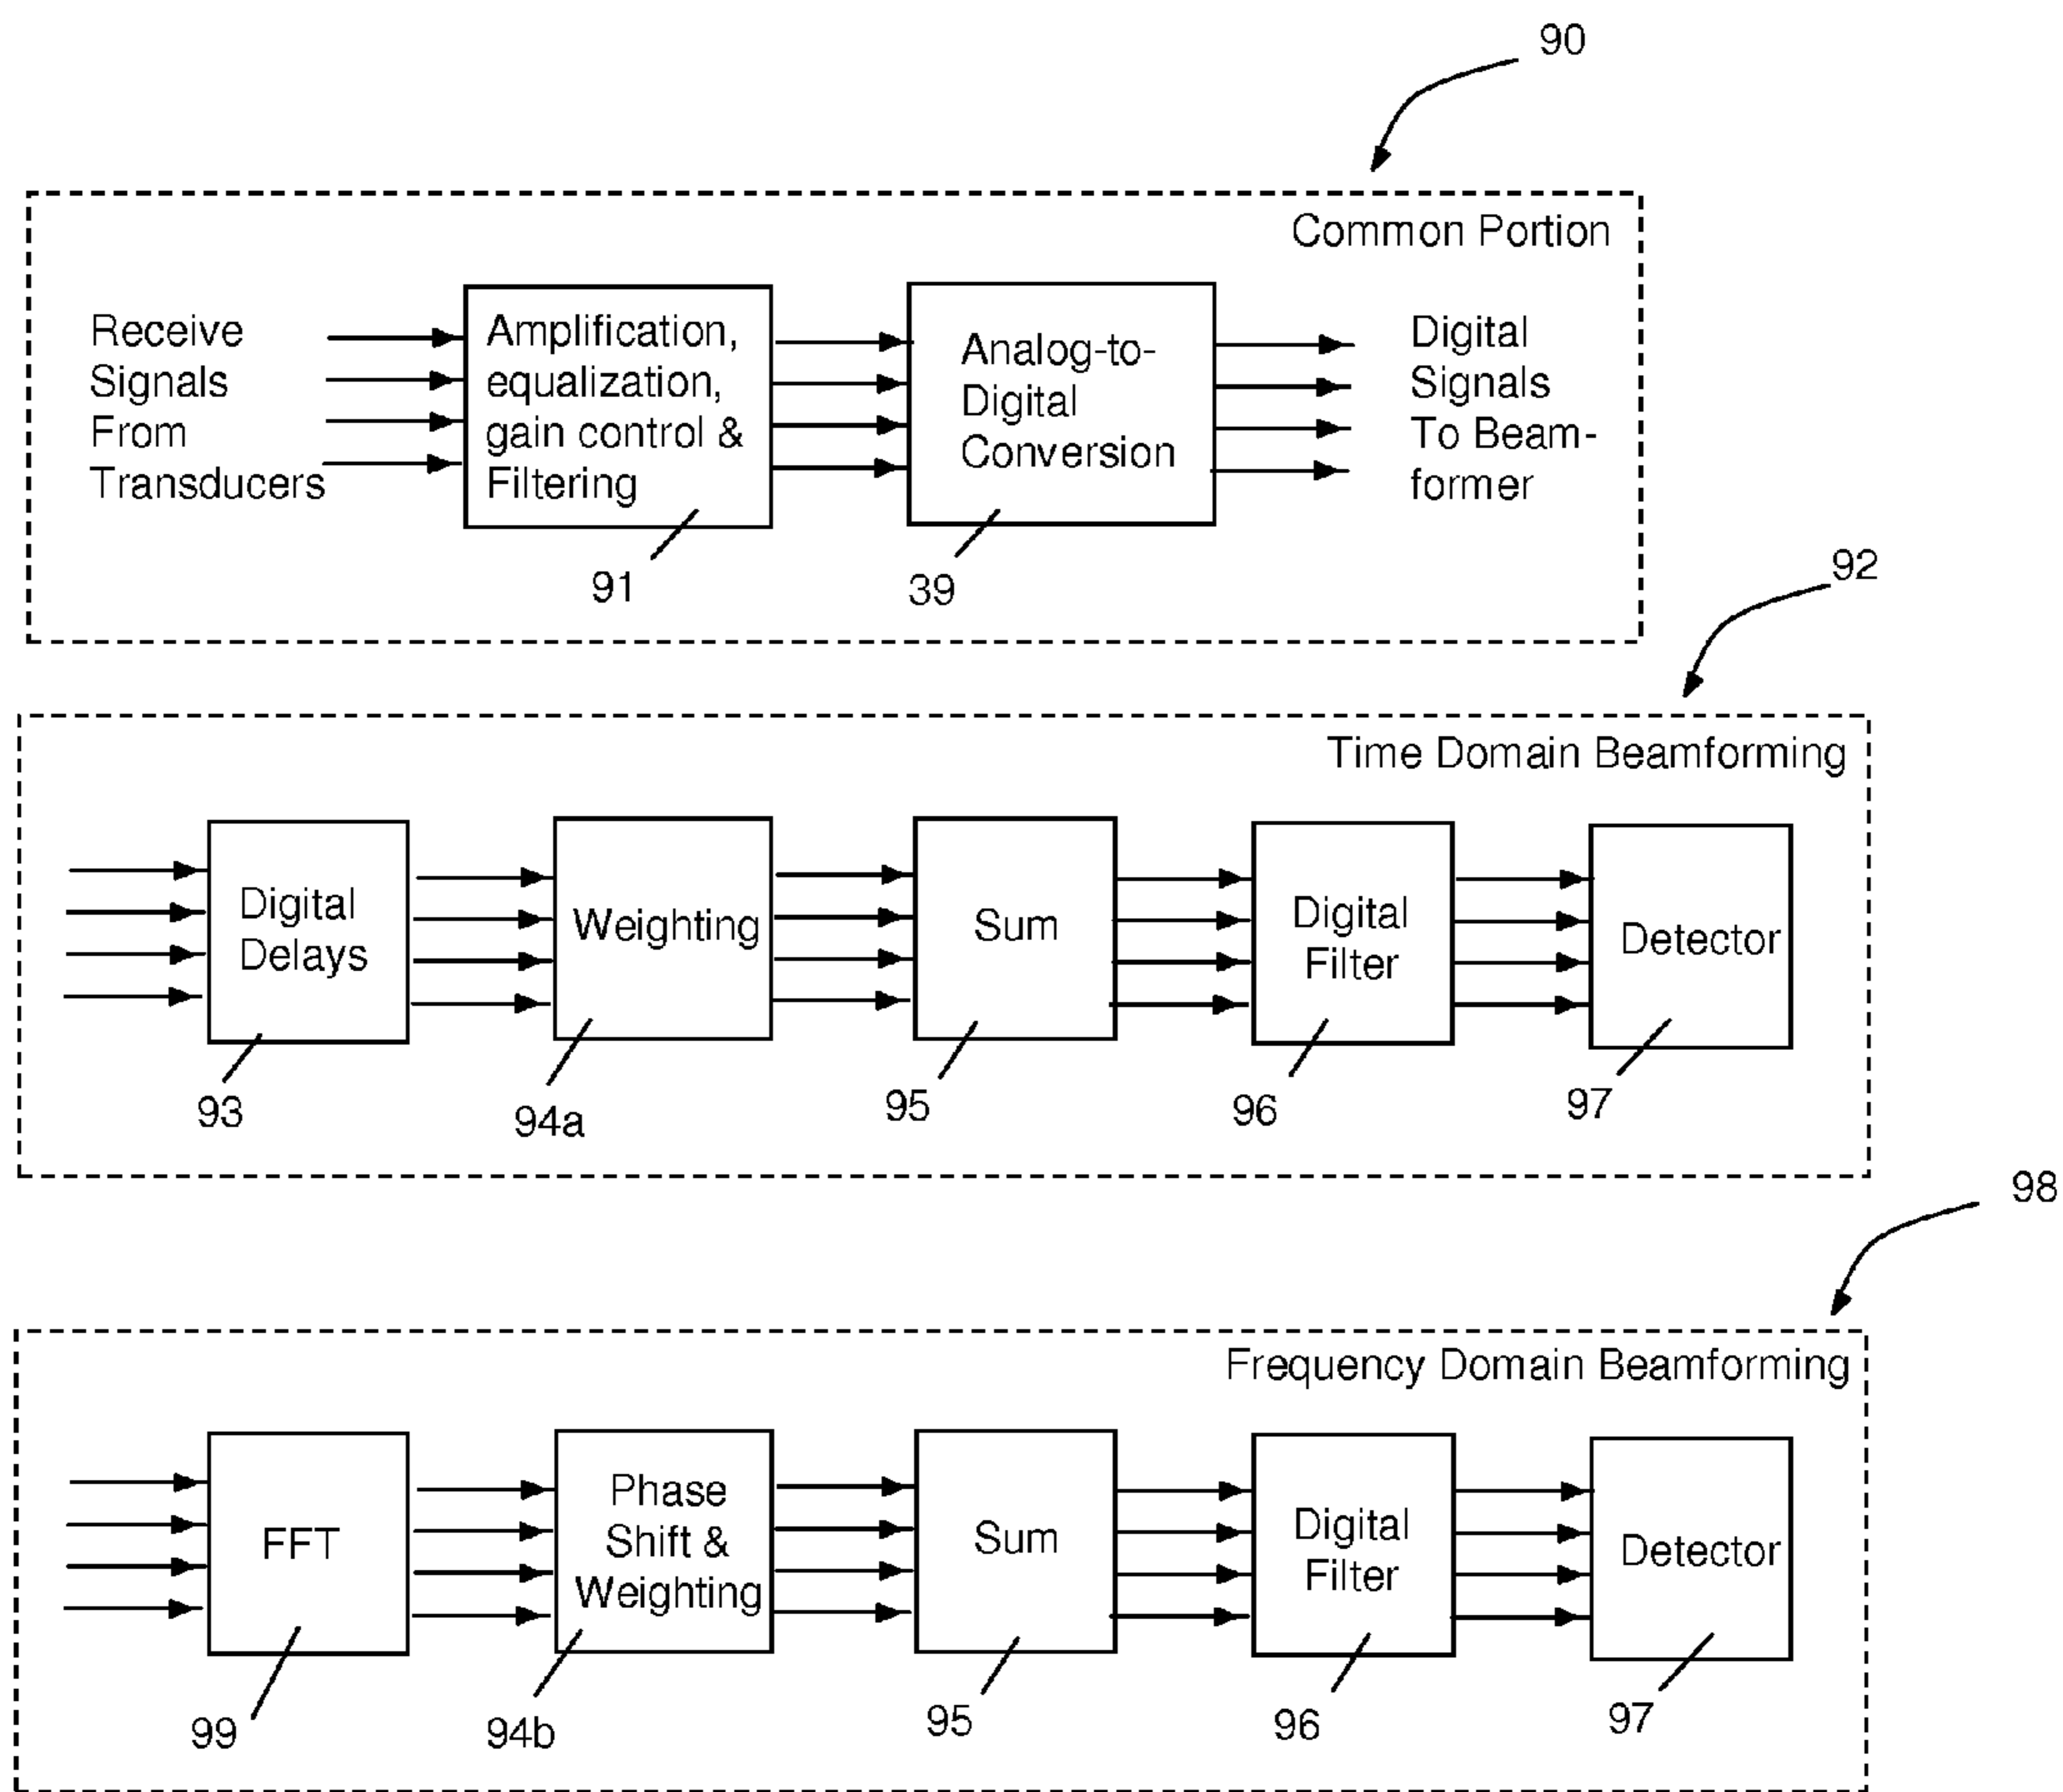 90
Common Portion
Receive
Signals
From
Transducers
Amplification,
equalization,
gain control &
Filtering
Analog-to-
Digital
Conversion
Digital
Signals
To Beam-
former
91
39
92
Time Domain Beamforming
Digital
Delays
Weighting
Sum
Digital
Filter
Detector
93
94a
95
96
97
98
Frequency Domain Beamforming
FFT
Phase
Shift &
Weighting
Sum
Digital
Filter
Detector
99
94b
95
96
97